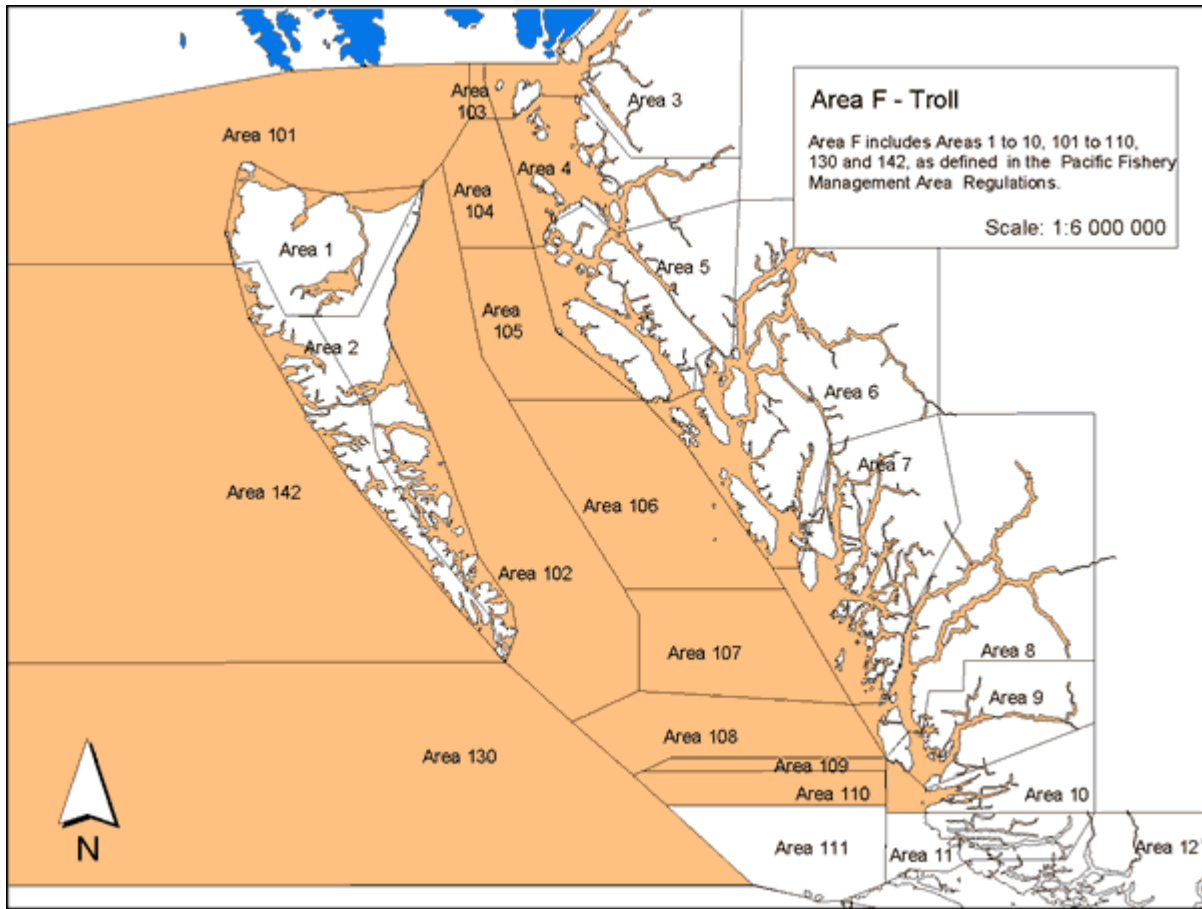 Area F - Troll
Area F includes Areas 1 to 10, 101 to 110,
130 and 142, as defined in the Pacific Fishery
Management Area Regulations.
Scale: 1:6 000 000
Area
103
Area 3
Area 101
Area 4
Area
104
Area 1
Area 5
Area
105
Area 2
Area 6
Area 7
Area 142
Area 106
Area 102
Area 107
Area 8
Area 9
Area 108
Area 130
Area 109
Area 110
Area 10
Area 111
Area 11
Area 12
N